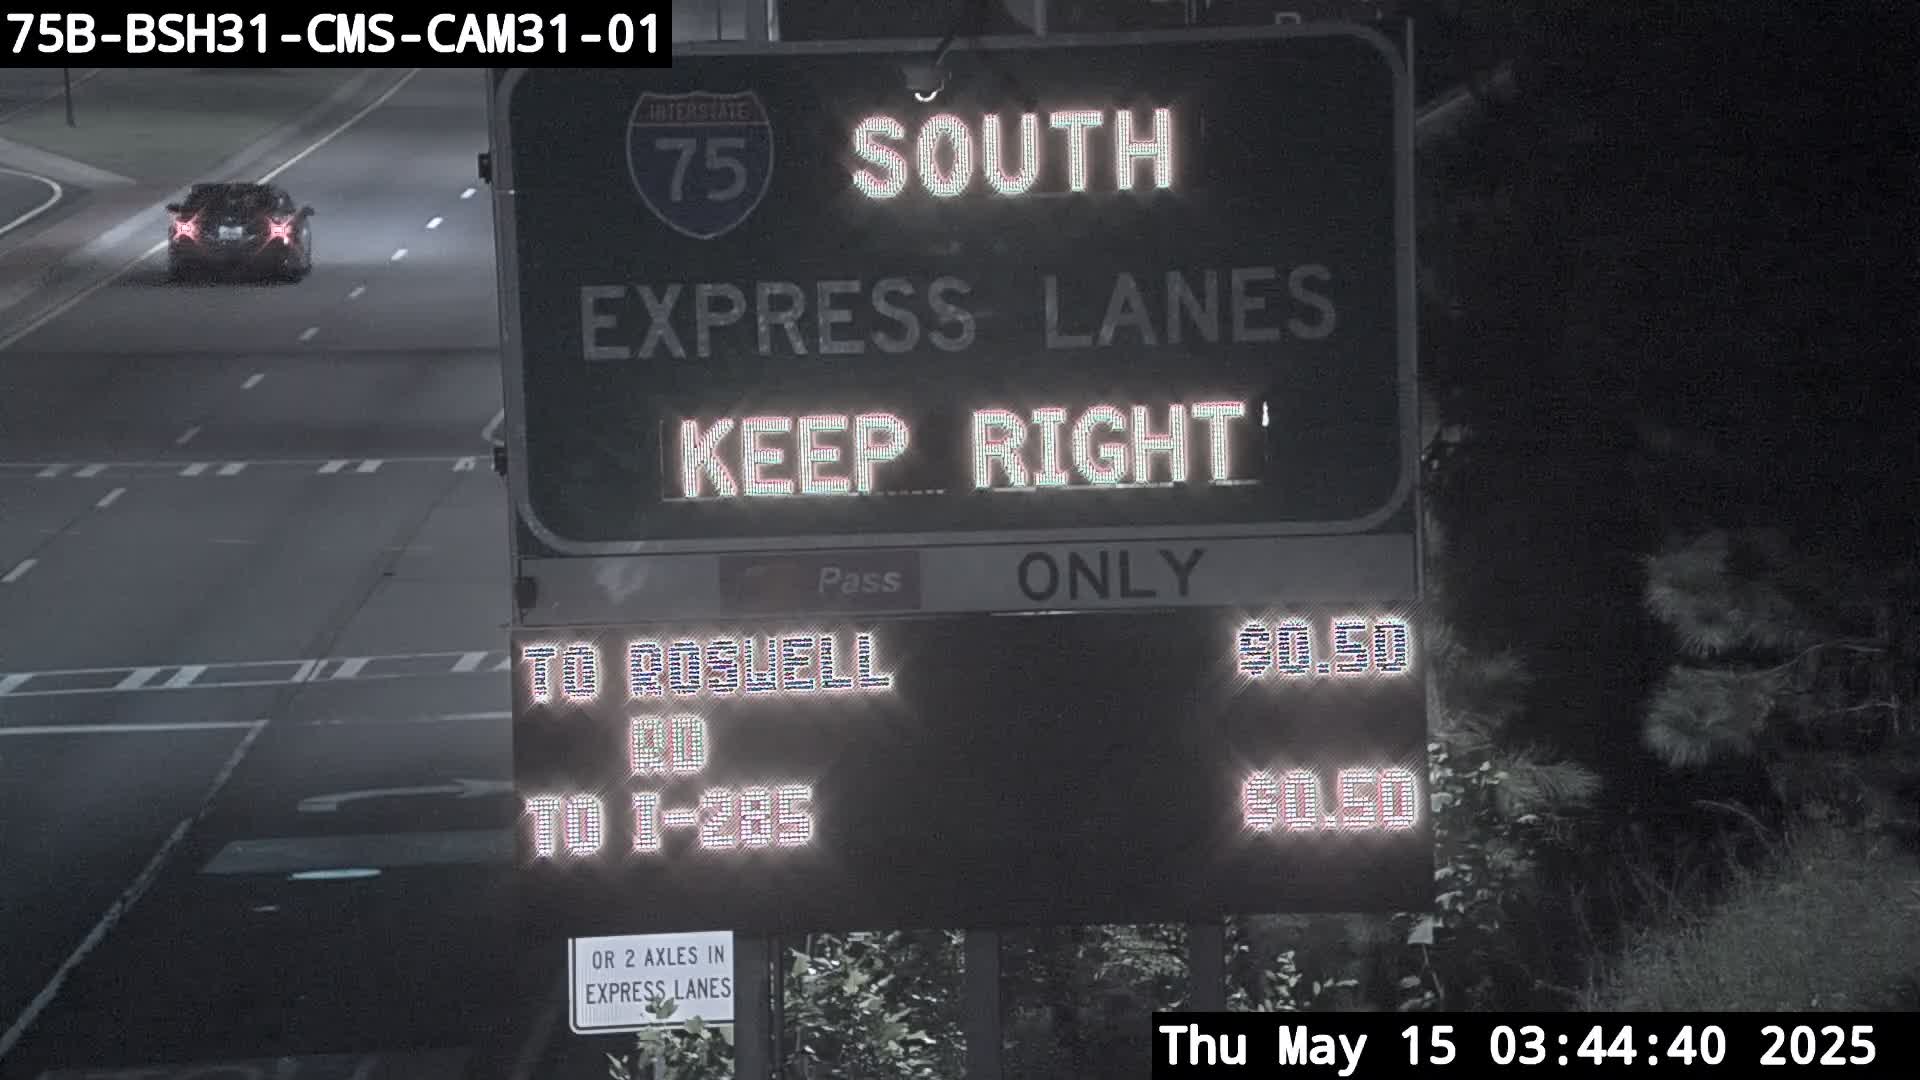 75B-BSH31-CMS-CAM31-01
INTERSTATE
75
SOUTH
EXPRESS LANES
KEEP RIGHT
Pass ONLY
TO ROSWELL $0.50
RD
TO I-285 $0.50
OR 2 AXLES IN
EXPRESS LANES
Thu May 15 03:44:40 2025